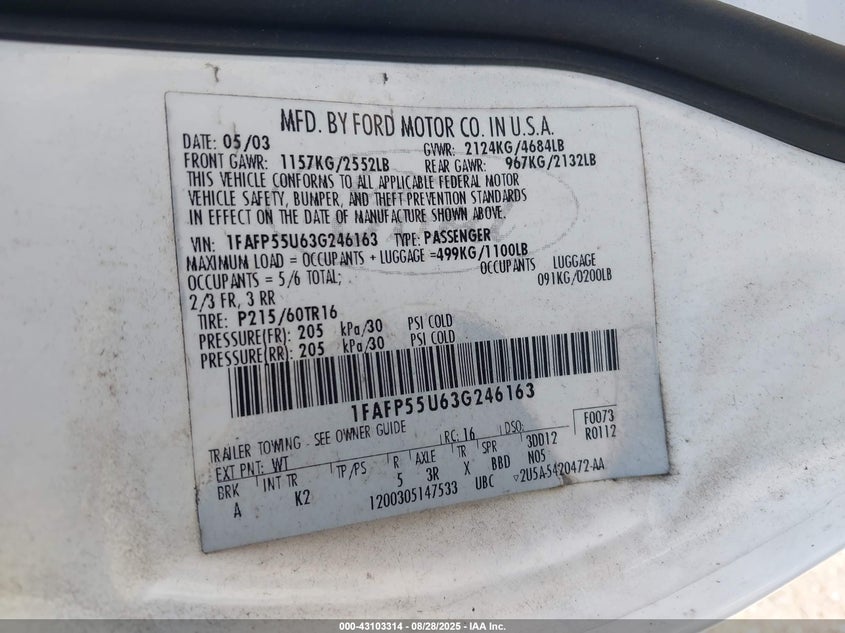 MFD. BY FORD MOTOR CO. IN U.S.A.
DATE: 05/03 GVWR: 2124KG/4684LB
FRONT GAWR: 1157KG/2552LB REAR GAWR: 967KG/2132LB
THIS VEHICLE CONFORMS TO ALL APPLICABLE FEDERAL MOTOR
VEHICLE SAFETY, BUMPER, AND THEFT PREVENTION STANDARDS
IN EFFECT ON THE DATE OF MANUFACTURE SHOWN ABOVE.
VIN: 1FAFP55U63G246163 TYPE: PASSENGER
MAXIMUM LOAD = OCCUPANTS + LUGGAGE =499KG/1100LB
OCCUPANTS = 5/6 TOTAL; OCCUPANTS LUGGAGE
2/3 FR, 3 RR 091KG/0200LB
TIRE: P215/60TR16
PRESSURE(FR): 205 kPa/30 PSI COLD
PRESSURE(RR): 205 kPa/30 PSI COLD
1FAFP55U63G246163
TRAILER TOWING - SEE OWNER GUIDE F0073
EXT PNT: WT RC: 16 DSO: R0112
BRK INT TR TP/PS R AXLE TR SPR 3DD12
A K2 5 3R X BBD N05
1200305147533 UBC ▽2U5A-5420472-AA
000-43103314 - 08/28/2025 - IAA Inc.